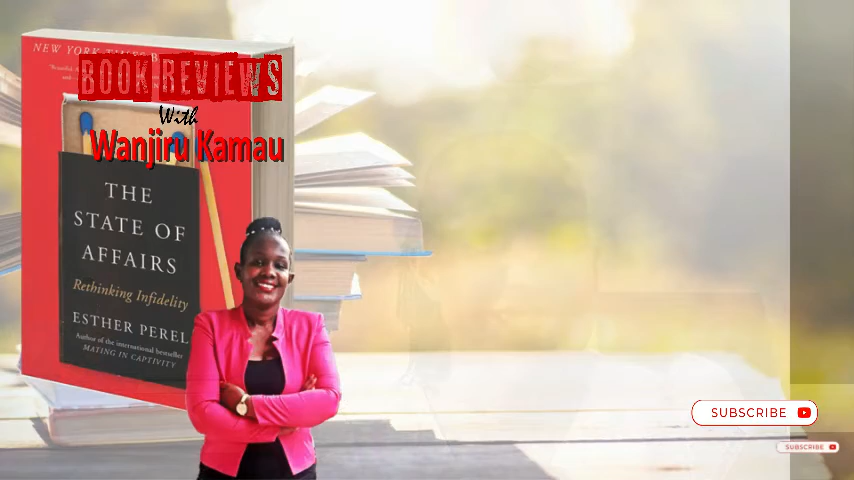 NEW YORK TIMES B
BOOK REVIEWS
With
Wanjiru Kamau
THE
STATE OF
AFFAIRS
Rethinking Infidelity
ESTHER PEREL
Author of the international bestseller
MATING IN CAPTIVITY
SUBSCRIBE
SUBSCRIBE